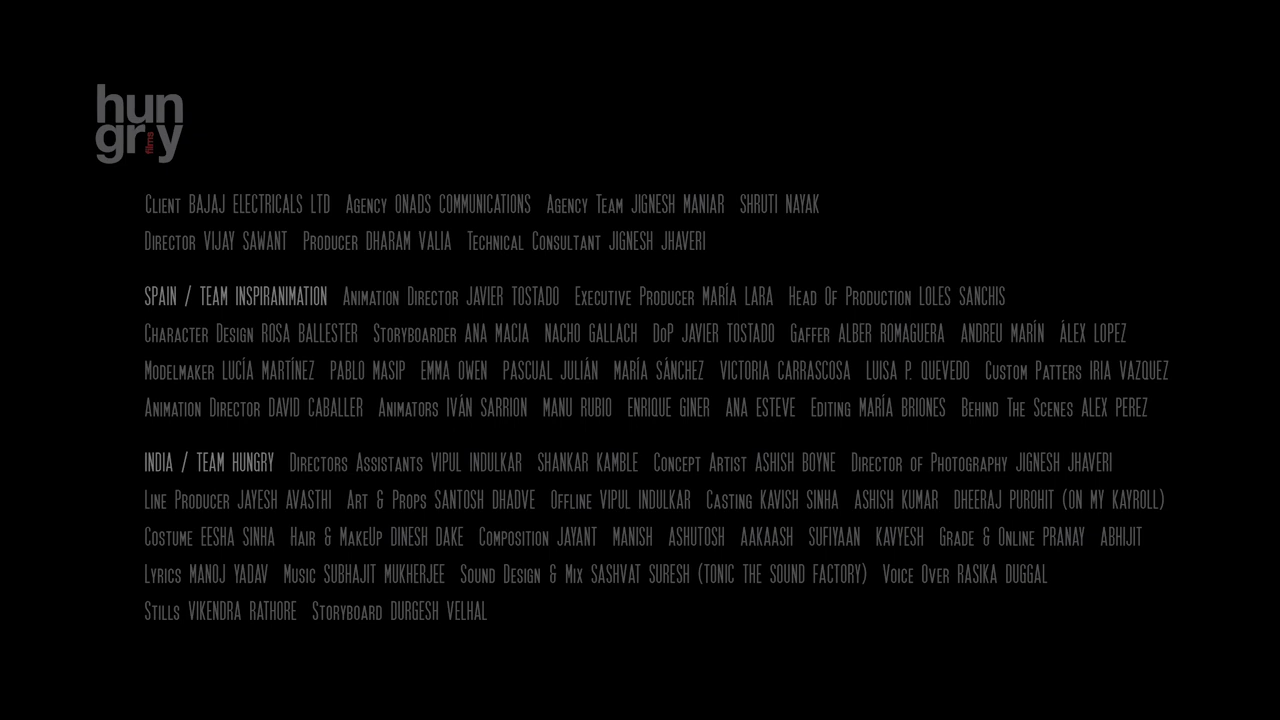 hun
gry
films
Client BAJAJ ELECTRICALS LTD Agency ONADS COMMUNICATIONS Agency Team JIGNESH MANIAR SHRUTI NAYAK
Director VIJAY SAWANT Producer DHARAM VALIA Technical Consultant JIGNESH JHAVERI
SPAIN / TEAM INSPIRANIMATION Animation Director JAVIER TOSTADO Executive Producer MARÍA LARA Head Of Production LOLES SANCHIS
Character Design ROSA BALLESTER Storyboarder ANA MACIA NACHO GALLACH DoP JAVIER TOSTADO Gaffer ALBER ROMAGUERA ANDREU MARÍN ÁLEX LOPEZ
Modelmaker LUCÍA MARTÍNEZ PABLO MASIP EMMA OWEN PASCUAL JULIÁN MARÍA SÁNCHEZ VICTORIA CARRASCOSA LUISA P. QUEVEDO Custom Patters IRIA VAZQUEZ
Animation Director DAVID CABALLER Animators IVÁN SARRION MANU RUBIO ENRIQUE GINER ANA ESTEVE Editing MARÍA BRIONES Behind The Scenes ALEX PEREZ
INDIA / TEAM HUNGRY Directors Assistants VIPUL INDULKAR SHANKAR KAMBLE Concept Artist ASHISH BOYNE Director of Photography JIGNESH JHAVERI
Line Producer JAYESH AVASTHI Art & Props SANTOSH DHADVE Offline VIPUL INDULKAR Casting KAVISH SINHA ASHISH KUMAR DHEERAJ PUROHIT (ON MY KAYROLL)
Costume EESHA SINHA Hair & MakeUp DINESH DAKE Composition JAYANT MANISH ASHUTOSH AAKAASH SUFIYAAN KAVYESH Grade & Online PRANAY ABHIJIT
Lyrics MANOJ YADAV Music SUBHAJIT MUKHERJEE Sound Design & Mix SASHVAT SURESH (TONIC THE SOUND FACTORY) Voice Over RASIKA DUGGAL
Stills VIKENDRA RATHORE Storyboard DURGESH VELHAL